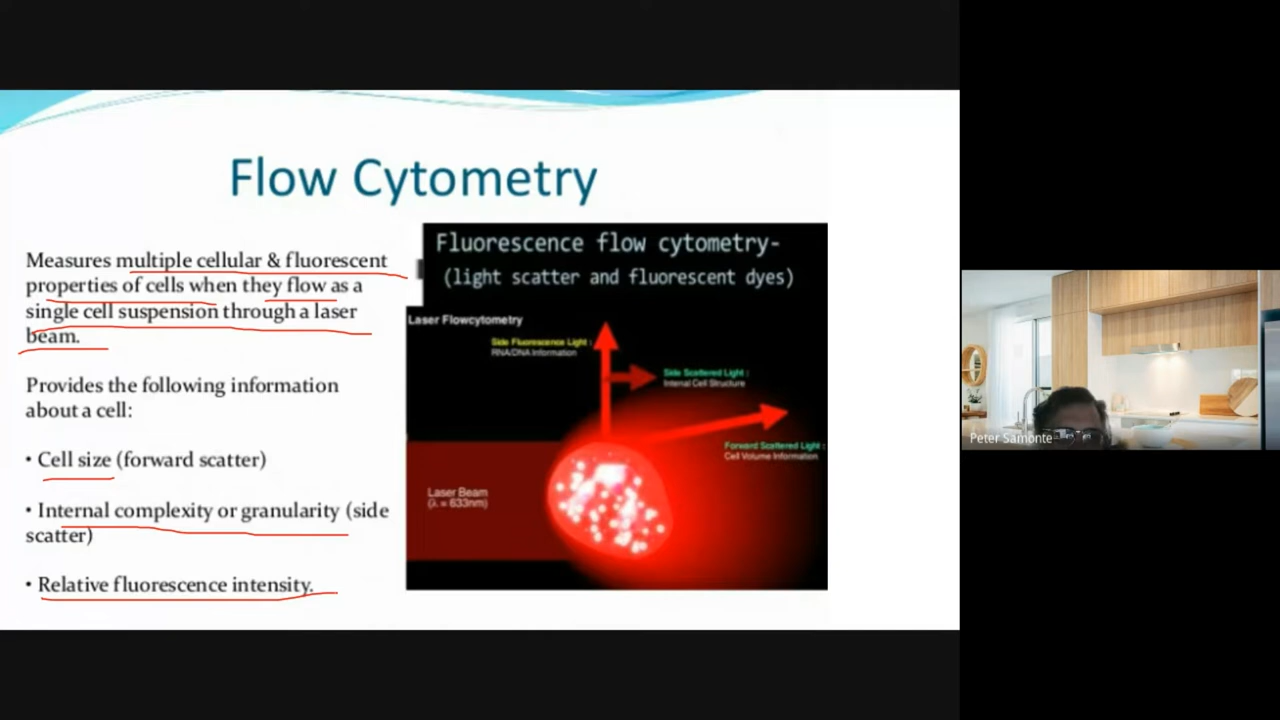 Flow Cytometry
Measures multiple cellular & fluorescent
properties of cells when they flow as a
single cell suspension through a laser
beam.
Provides the following information
about a cell:
• Cell size (forward scatter)
• Internal complexity or granularity (side
scatter)
• Relative fluorescence intensity.
Fluorescence flow cytometry-
(light scatter and fluorescent dyes)
Laser Flowcytometry
Side Fluorescence Light :
RNA/DNA Information
Side Scattered Light :
Internal Cell Structure
Forward Scattered Light :
Cell Volume Information
Laser Beam
(λ = 633nm)
Peter Samonte